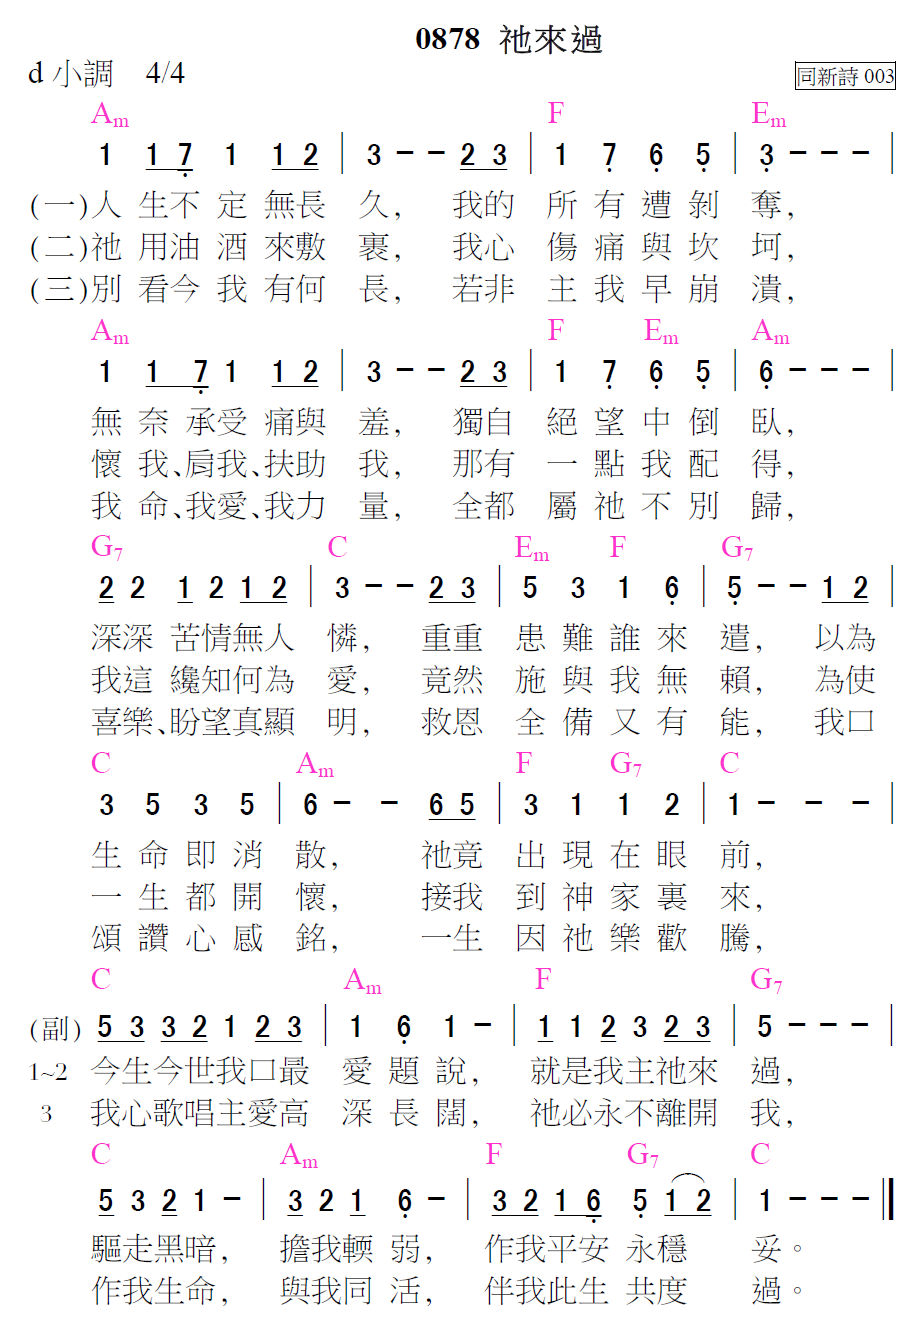 0878 祂來過
d 小調 4/4
同新詩 003
Am F Em
1 1 7 1 1 2 | 3 - - 2 3 | 1 7 6 5 | 3 - - - |
(一)人 生不 定 無長 久, 我的 所 有 遭 剝 奪,
(二)祂 用油 酒 來敷 裹, 我心 傷 痛 與 坎 坷,
(三)別 看今 我 有何 長, 若非 主 我 早 崩 潰,
Am F Em Am
1 1 7 1 1 2 | 3 - - 2 3 | 1 7 6 5 | 6 - - - |
無 奈 承受 痛與 羞, 獨自 絕 望 中 倒 臥,
懷 我、肩我、扶助 我, 那有 一 點 我 配 得,
我 命、我愛、我力 量, 全都 屬 祂 不 別 歸,
G7 C Em F G7
2 2 1 2 1 2 | 3 - - 2 3 | 5 3 1 6 | 5 - - 1 2 |
深深 苦情無人 憐, 重重 患 難 誰 來 遣, 以為
我這 纔知何為 愛, 竟然 施 與 我 無 賴, 為使
喜樂、盼望真顯 明, 救恩 全 備 又 有 能, 我口
C Am F G7 C
3 5 3 5 | 6 - - 6 5 | 3 1 1 2 | 1 - - - |
生 命 即 消 散, 祂竟 出 現 在 眼 前,
一 生 都 開 懷, 接我 到 神 家 裏 來,
頌 讚 心 感 銘, 一生 因 祂 樂 歡 騰,
C Am F G7
(副) 5 3 3 2 1 2 3 | 1 6 1 - | 1 1 2 3 2 3 | 5 - - - |
1~2 今生今世我口最 愛 題 說, 就是我主祂來 過,
3 我心歌唱主愛高 深 長 闊, 祂必永不離開 我,
C Am F G7 C
5 3 2 1 - | 3 2 1 6 - | 3 2 1 6 5 1 2 | 1 - - - ||
驅走黑暗, 擔我輭 弱, 作我平安 永穩 妥。
作我生命, 與我同 活, 伴我此生 共度 過。